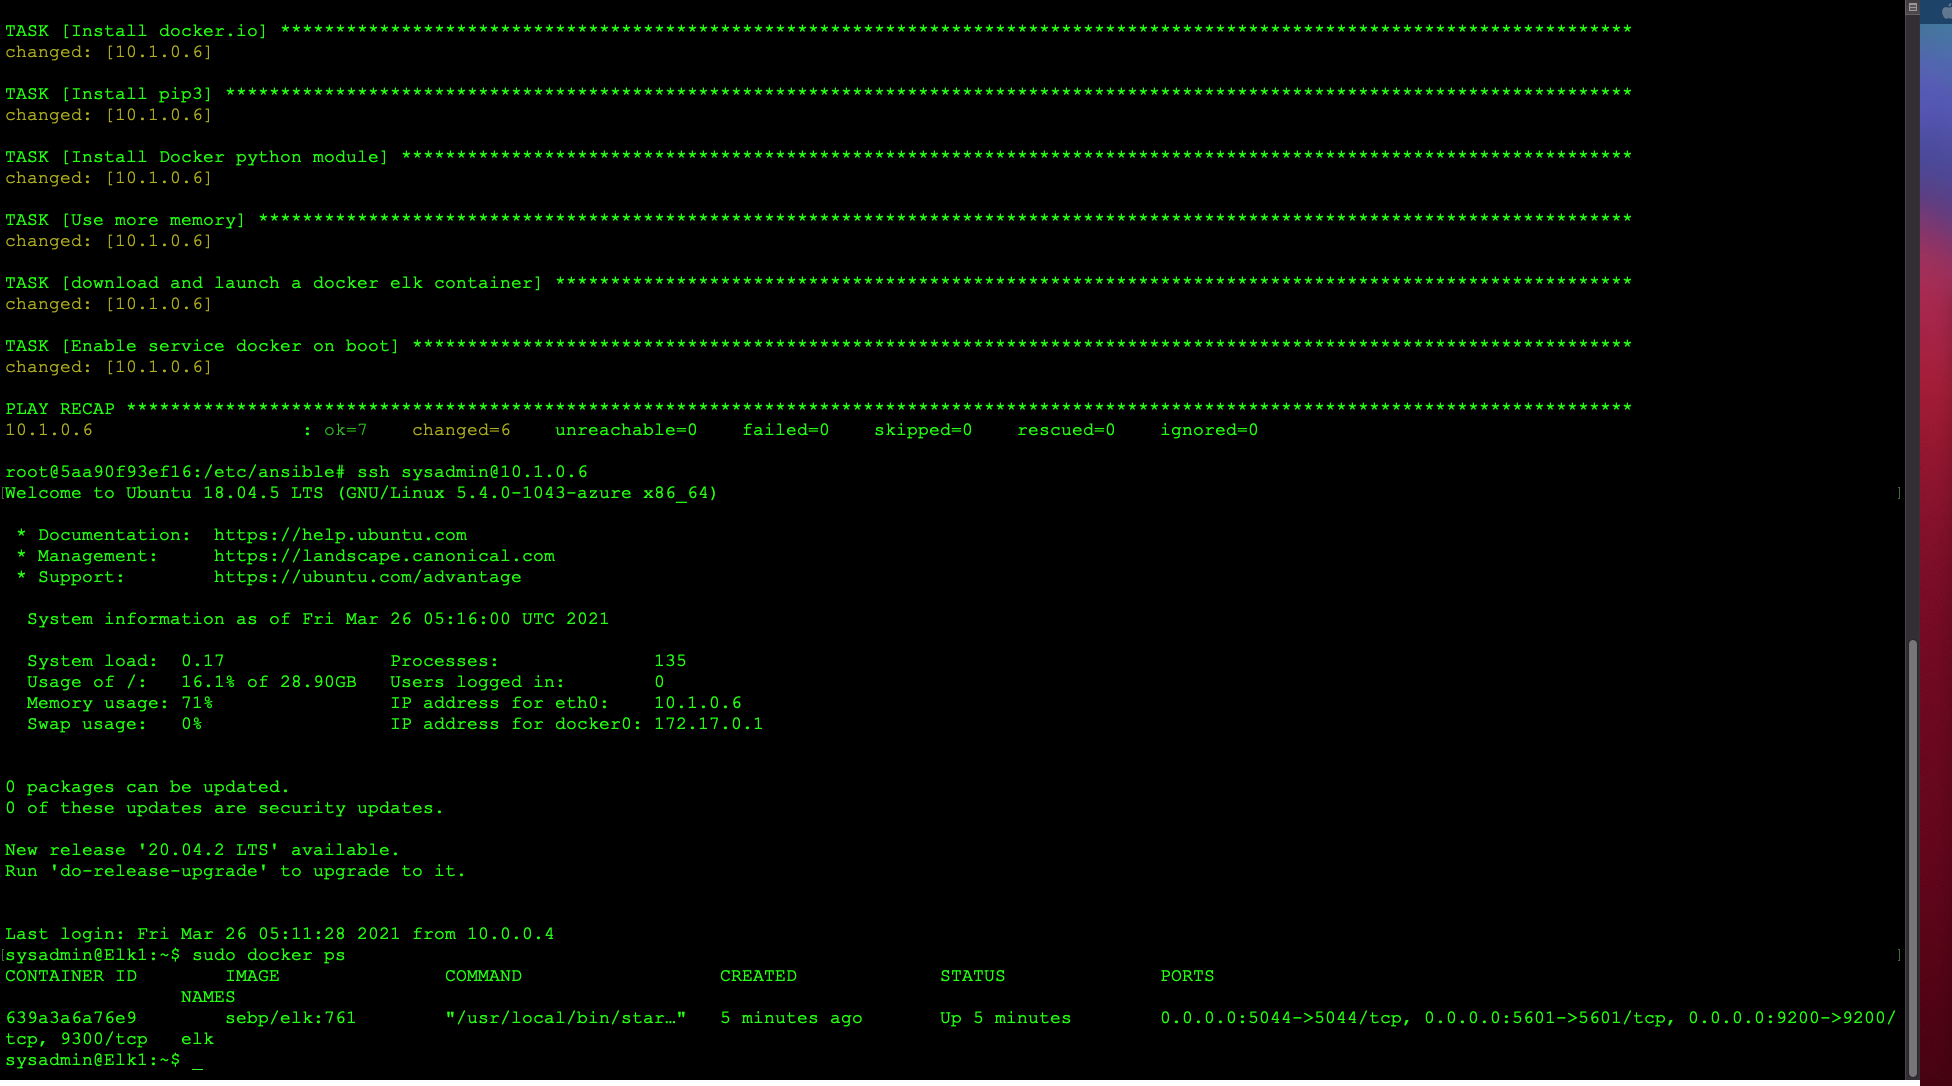 TASK [Install docker.io] ***************************************************************************************************************************
changed: [10.1.0.6]
TASK [Install pip3] ********************************************************************************************************************************
changed: [10.1.0.6]
TASK [Install Docker python module] ****************************************************************************************************************
changed: [10.1.0.6]
TASK [Use more memory] *****************************************************************************************************************************
changed: [10.1.0.6]
TASK [download and launch a docker elk container] **************************************************************************************************
changed: [10.1.0.6]
TASK [Enable service docker on boot] ***************************************************************************************************************
changed: [10.1.0.6]
PLAY RECAP *****************************************************************************************************************************************
10.1.0.6                   : ok=7    changed=6    unreachable=0    failed=0    skipped=0    rescued=0    ignored=0
root@5aa90f93ef16:/etc/ansible# ssh sysadmin@10.1.0.6
[Welcome to Ubuntu 18.04.5 LTS (GNU/Linux 5.4.0-1043-azure x86_64) ]
 * Documentation:  https://help.ubuntu.com
 * Management:     https://landscape.canonical.com
 * Support:        https://ubuntu.com/advantage
  System information as of Fri Mar 26 05:16:00 UTC 2021
  System load:  0.17               Processes:              135
  Usage of /:   16.1% of 28.90GB   Users logged in:        0
  Memory usage: 71%                IP address for eth0:    10.1.0.6
  Swap usage:   0%                 IP address for docker0: 172.17.0.1
0 packages can be updated.
0 of these updates are security updates.
New release '20.04.2 LTS' available.
Run 'do-release-upgrade' to upgrade to it.
Last login: Fri Mar 26 05:11:28 2021 from 10.0.0.4
[sysadmin@Elk1:~$ sudo docker ps ]
CONTAINER ID        IMAGE               COMMAND                  CREATED             STATUS              PORTS
                NAMES
639a3a6a76e9        sebp/elk:761        "/usr/local/bin/star…"   5 minutes ago       Up 5 minutes        0.0.0.0:5044->5044/tcp, 0.0.0.0:5601->5601/tcp, 0.0.0.0:9200->9200/
tcp, 9300/tcp   elk
sysadmin@Elk1:~$ _